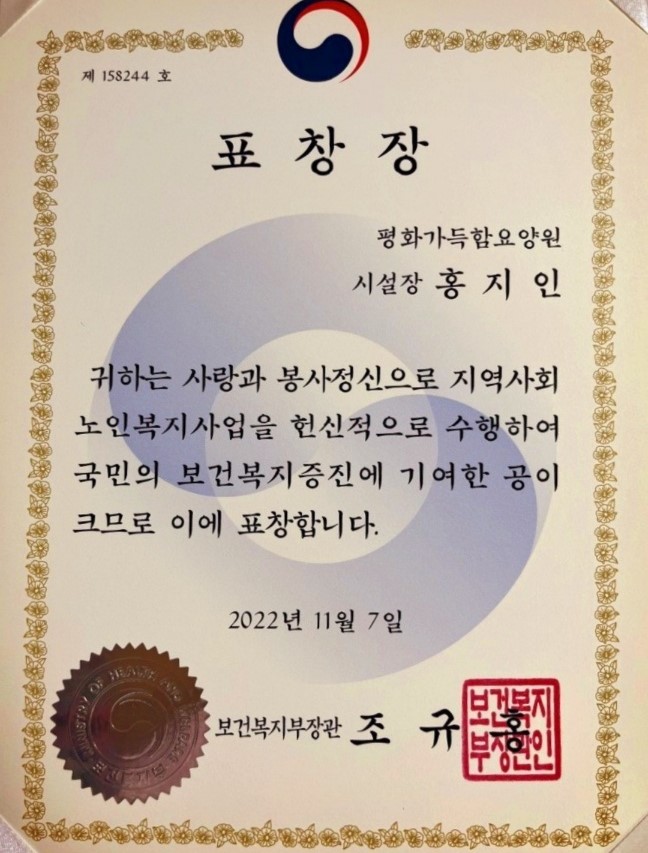 제 158244 호
표 창 장
평화가득함요양원
시설장 홍 지 인
귀하는 사랑과 봉사정신으로 지역사회
노인복지사업을 헌신적으로 수행하여
국민의 보건복지증진에 기여한 공이
크므로 이에 표창합니다.
2022년 11월 7일
MINISTRY OF HEALTH AND WELFARE
보건복지부장관 조 규 홍
보건복지
부장관인